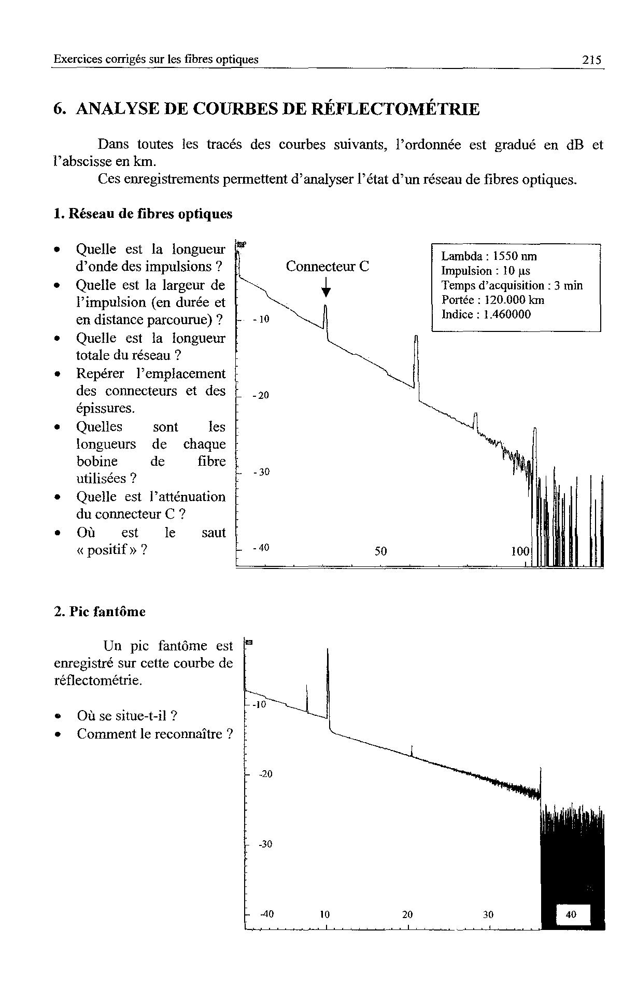 Exercices corrigés sur les fibres optiques 215
6. ANALYSE DE COURBES DE RÉFLECTOMÉTRIE
Dans toutes les tracés des courbes suivants, l’ordonnée est gradué en dB et
l’abscisse en km.
Ces enregistrements permettent d’analyser l’état d’un réseau de fibres optiques.
1. Réseau de fibres optiques
• Quelle est la longueur
d’onde des impulsions ?
• Quelle est la largeur de
l’impulsion (en durée et
en distance parcourue) ?
• Quelle est la longueur
totale du réseau ?
• Repérer l’emplacement
des connecteurs et des
épissures.
• Quelles sont les
longueurs de chaque
bobine de fibre
utilisées ?
• Quelle est l’atténuation
du connecteur C ?
• Où est le saut
« positif » ?
Connecteur C
Lambda : 1550 nm
Impulsion : 10 µs
Temps d’acquisition : 3 min
Portée : 120.000 km
Indice : 1.460000
- 10
- 20
- 30
- 40 50 100
2. Pic fantôme
Un pic fantôme est
enregistré sur cette courbe de
réflectométrie.
• Où se situe-t-il ?
• Comment le reconnaître ?
-10
-20
-30
-40 10 20 30 40